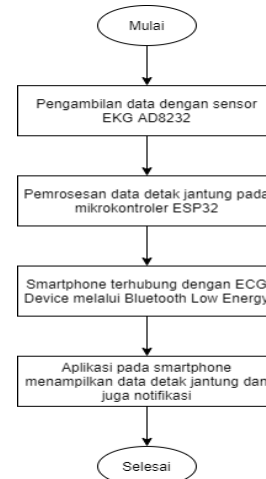 Mulai
Pengambilan data dengan sensor
EKG AD8232
Pemrosesan data detak jantung pada
mikrokontroler ESP32
Smartphone terhubung dengan ECG
Device melalui Bluetooth Low Energy
Aplikasi pada smartphone
menampilkan data detak jantung dan
juga notifikasi
Selesai